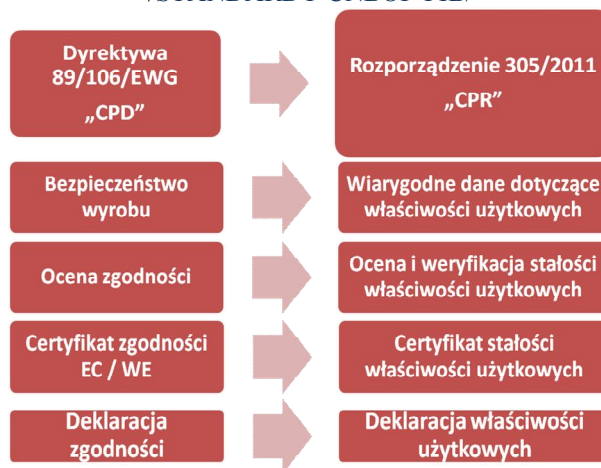 Dyrektywa
89/106/EWG
„CPD”
Rozporządzenie 305/2011
„CPR”
Bezpieczeństwo
wyrobu
Wiarygodne dane dotyczące
właściwości użytkowych
Ocena zgodności
Ocena i weryfikacja stałości
właściwości użytkowych
Certyfikat zgodności
EC / WE
Certyfikat stałości
właściwości użytkowych
Deklaracja
zgodności
Deklaracja właściwości
użytkowych